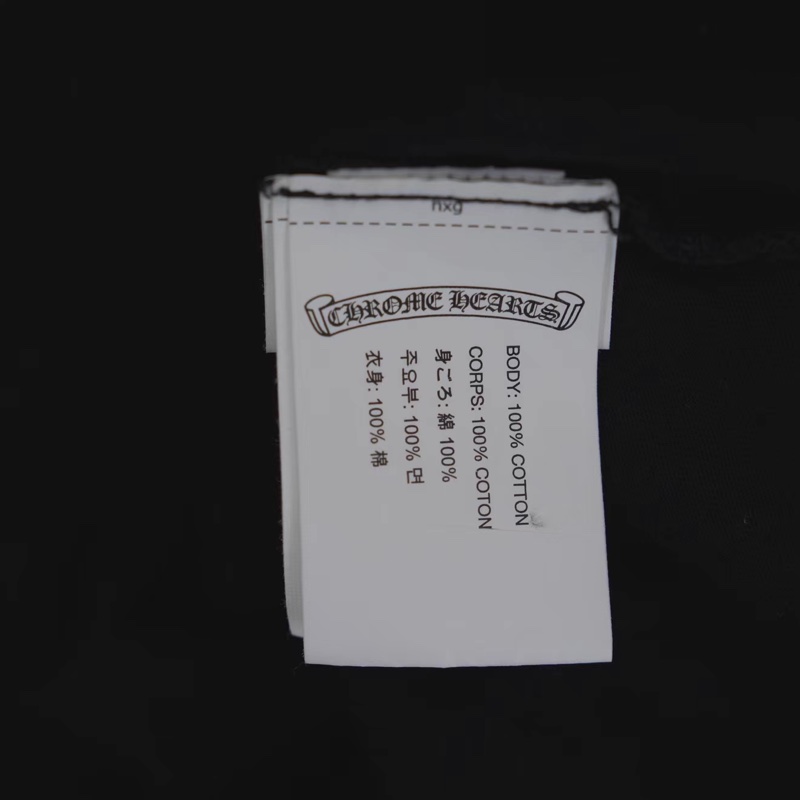 nxg
CHROME HEARTS
BODY: 100% COTTON
CORPS: 100% COTON
身ごろ: 綿 100%
주요부: 100% 면
衣身: 100% 棉